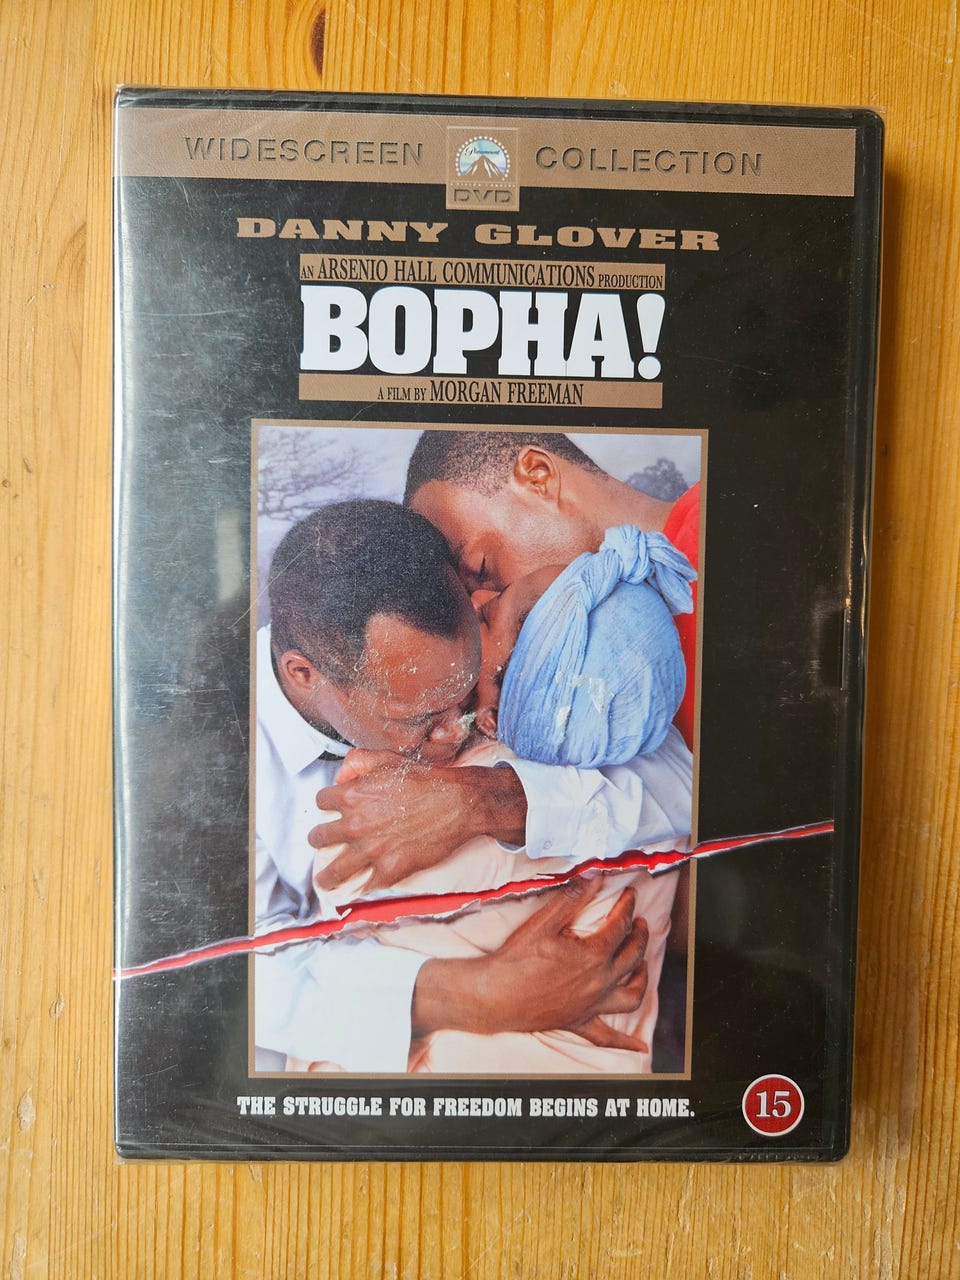 WIDESCREEN COLLECTION
Paramount
DVD
DANNY GLOVER
AN ARSENIO HALL COMMUNICATIONS PRODUCTION
BOPHA!
A FILM BY MORGAN FREEMAN
THE STRUGGLE FOR FREEDOM BEGINS AT HOME.
15